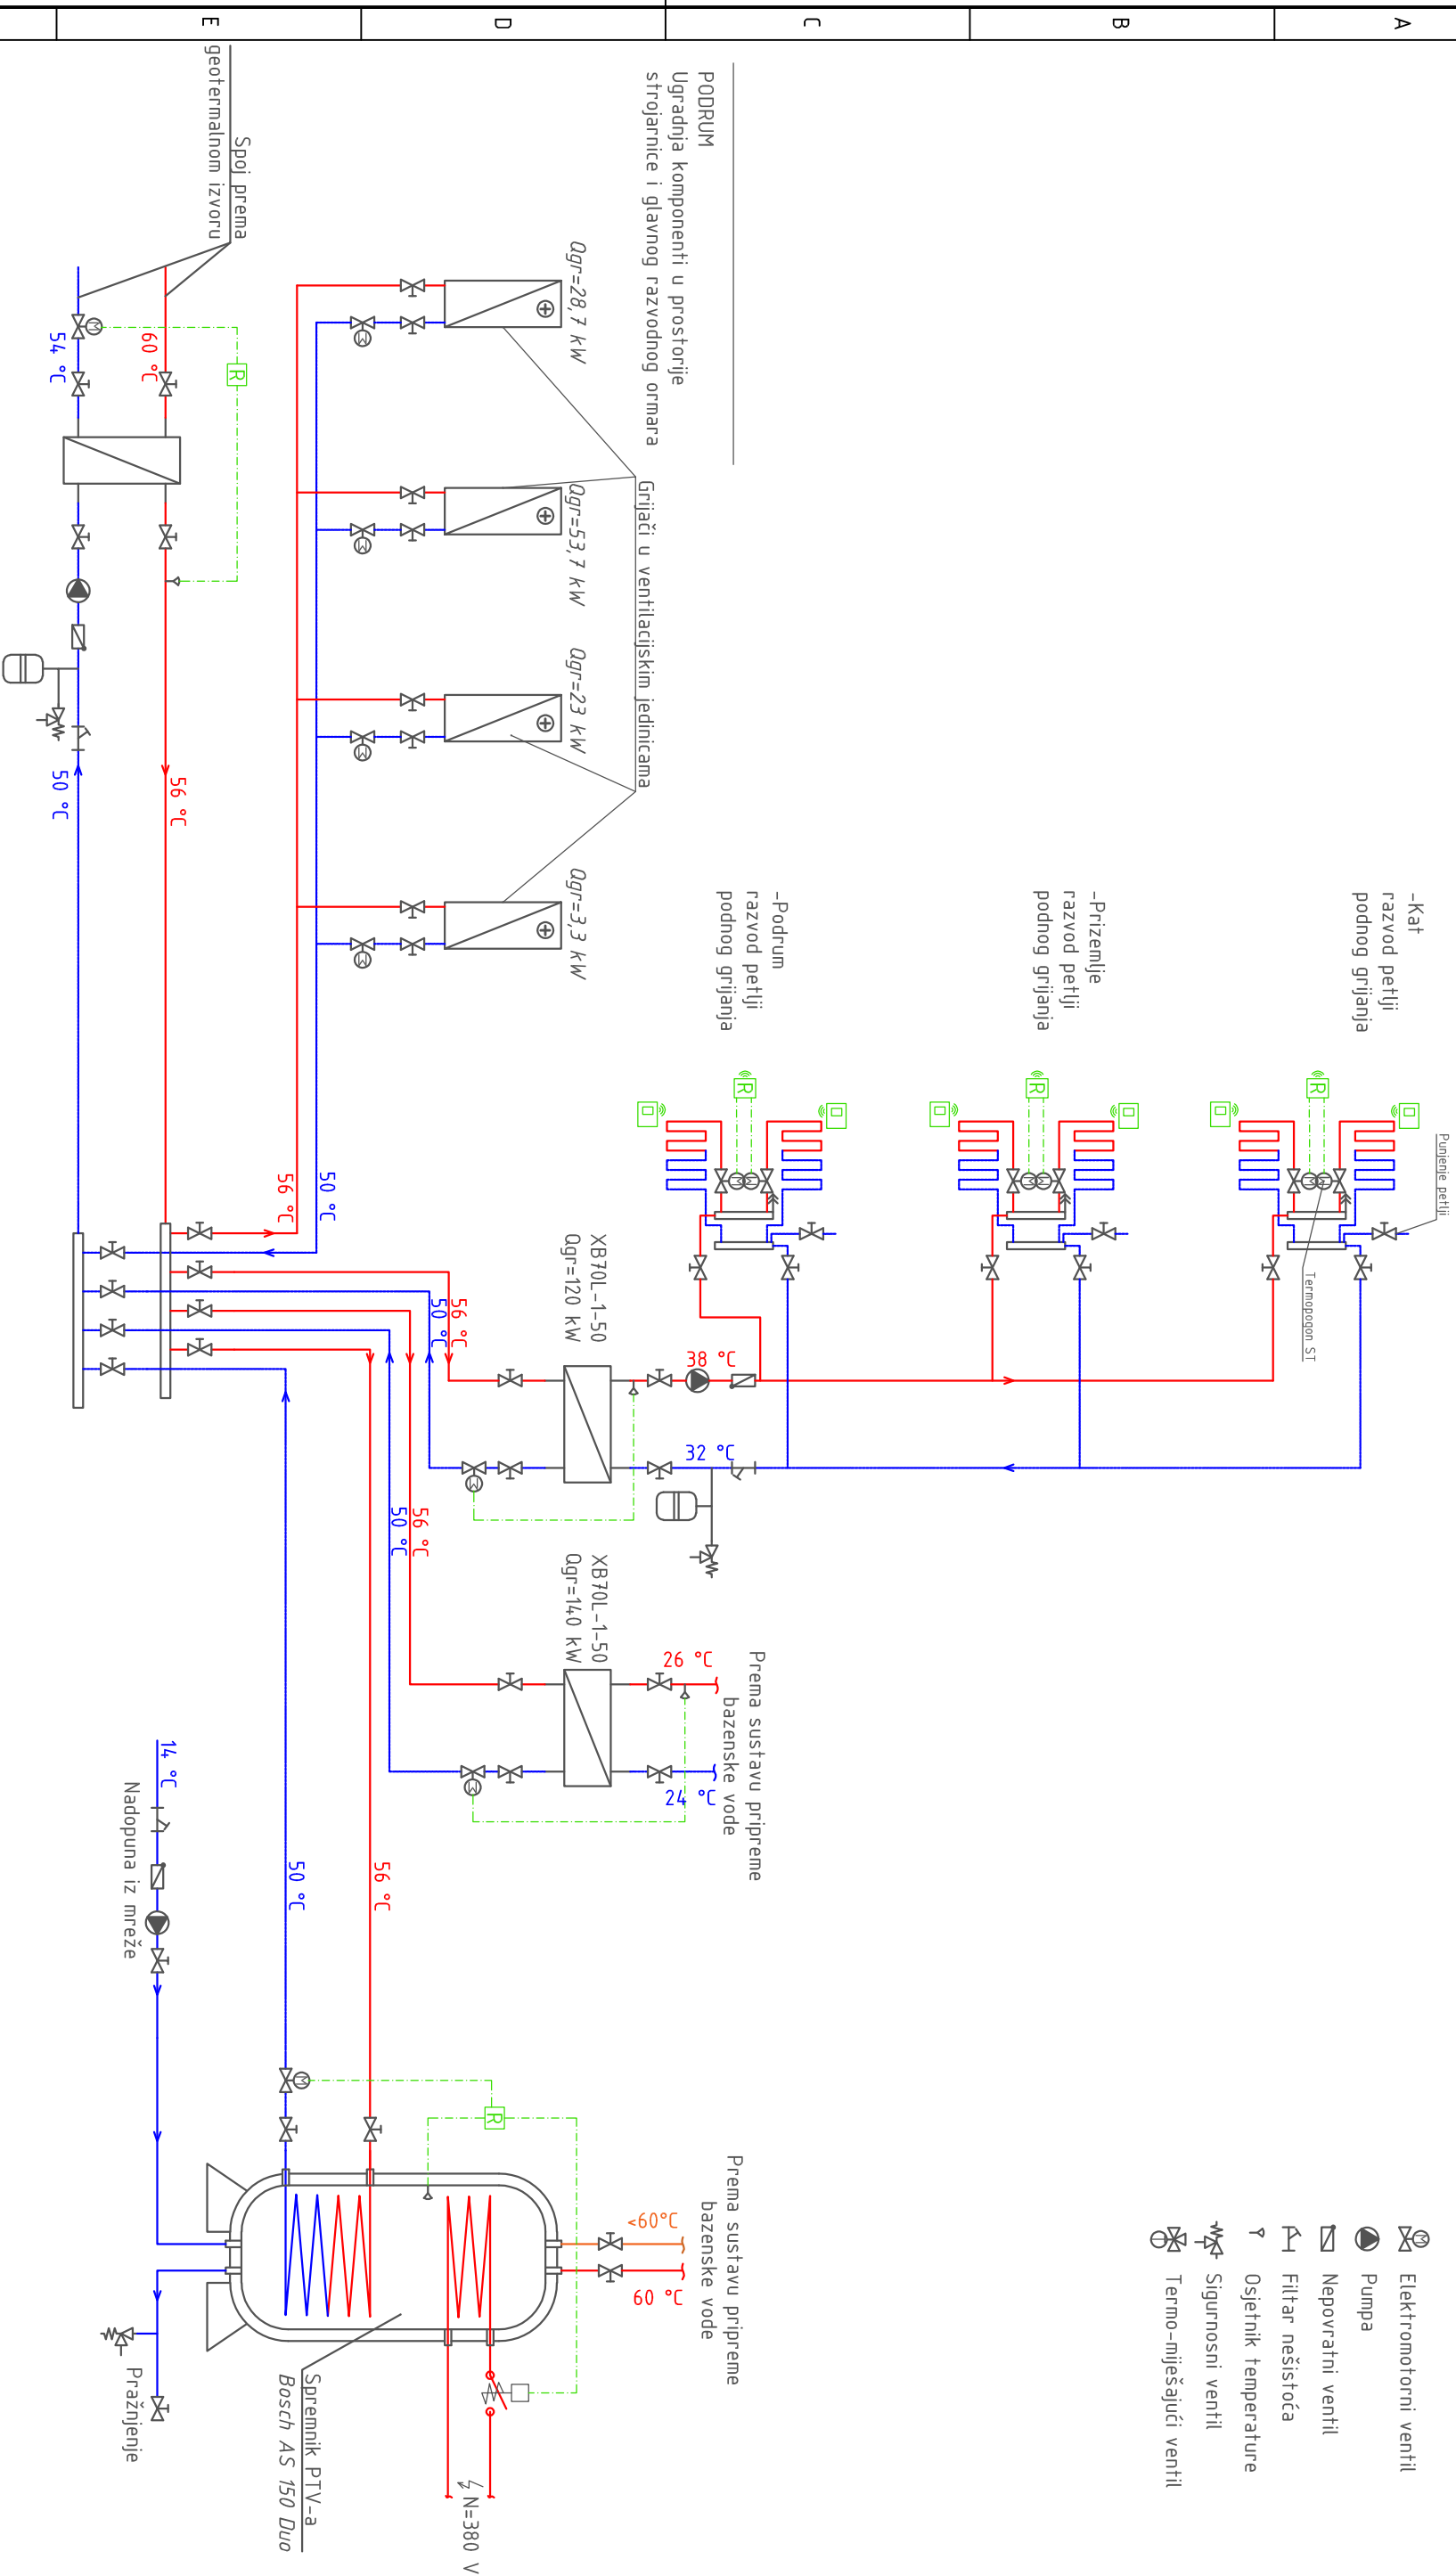 E
D
C
B
A
PODRUM
Ugradnja komponenti u prostorije
strojarnice i glavnog razvodnog ormara
Spoj prema
geotermalnom izvoru
60 °C
54 °C
R
56 °C
50 °C
Grijači u ventilacijskim jedinicama
Qgr=28,7 kW
Qgr=53,7 kW
Qgr=23 kW
Qgr=3,3 kW
-Kat
razvod petlji
podnog grijanja
R
Punjenje petlji
Termopogon ST
-Prizemlje
razvod petlji
podnog grijanja
R
-Podrum
razvod petlji
podnog grijanja
R
50 °C
56 °C
XB70L-1-50
Qgr=120 kW
56 °C
50 °C
38 °C
32 °C
XB70L-1-50
Qgr=140 kW
56 °C
50 °C
26 °C
24 °C
Prema sustavu pripreme
bazenske vode
56 °C
50 °C
14 °C
Nadopuna iz mreže
R
Prema sustavu pripreme
bazenske vode
<60°C
60 °C
N=380 V
Spremnik PTV-a
Bosch AS 150 Duo
Pražnjenje
Elektromotorni ventil
Pumpa
Nepovratni ventil
Filtar nešistoća
Osjetnik temperature
Sigurnosni ventil
Termo-miješajući ventil